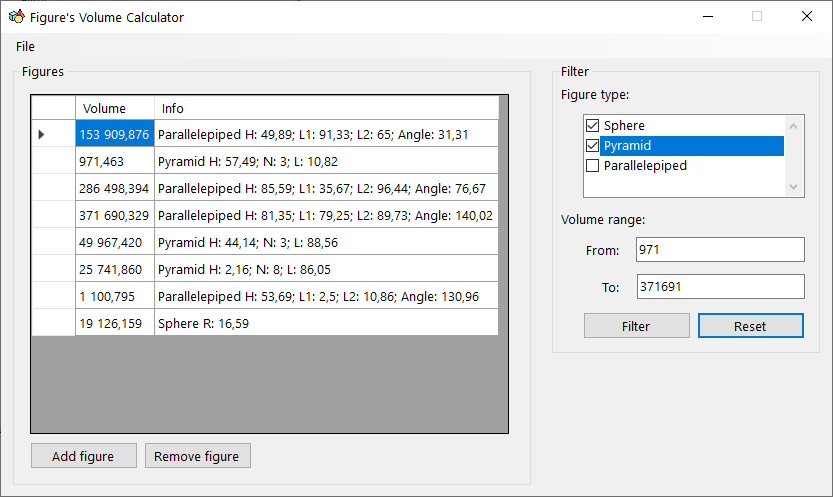 Figure's Volume Calculator
File
Figures
Volume Info
153 909,876 Parallelepiped H: 49,89; L1: 91,33; L2: 65; Angle: 31,31
971,463 Pyramid H: 57,49; N: 3; L: 10,82
286 498,394 Parallelepiped H: 85,59; L1: 35,67; L2: 96,44; Angle: 76,67
371 690,329 Parallelepiped H: 81,35; L1: 79,25; L2: 89,73; Angle: 140,02
49 967,420 Pyramid H: 44,14; N: 3; L: 88,56
25 741,860 Pyramid H: 2,16; N: 8; L: 86,05
1 100,795 Parallelepiped H: 53,69; L1: 2,5; L2: 10,86; Angle: 130,96
19 126,159 Sphere R: 16,59
Add figure Remove figure
Filter
Figure type:
Sphere
Pyramid
Parallelepiped
Volume range:
From: 971
To: 371691
Filter Reset